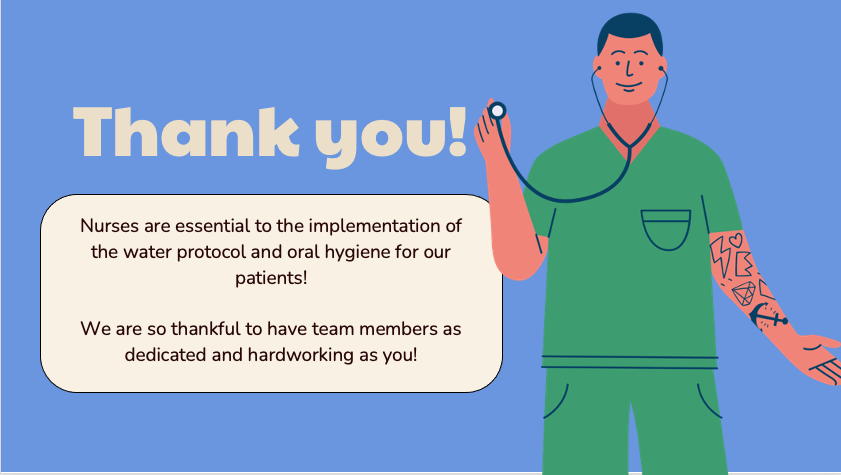 Thank you!
Nurses are essential to the implementation of
the water protocol and oral hygiene for our
patients!
We are so thankful to have team members as
dedicated and hardworking as you!